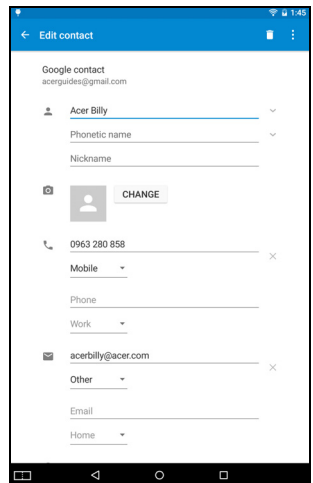 1:45
Edit contact
Google contact
acerguides@gmail.com
Acer Billy
Phonetic name
Nickname
CHANGE
0963 280 858
Mobile
Phone
Work
acerbilly@acer.com
Other
Email
Home